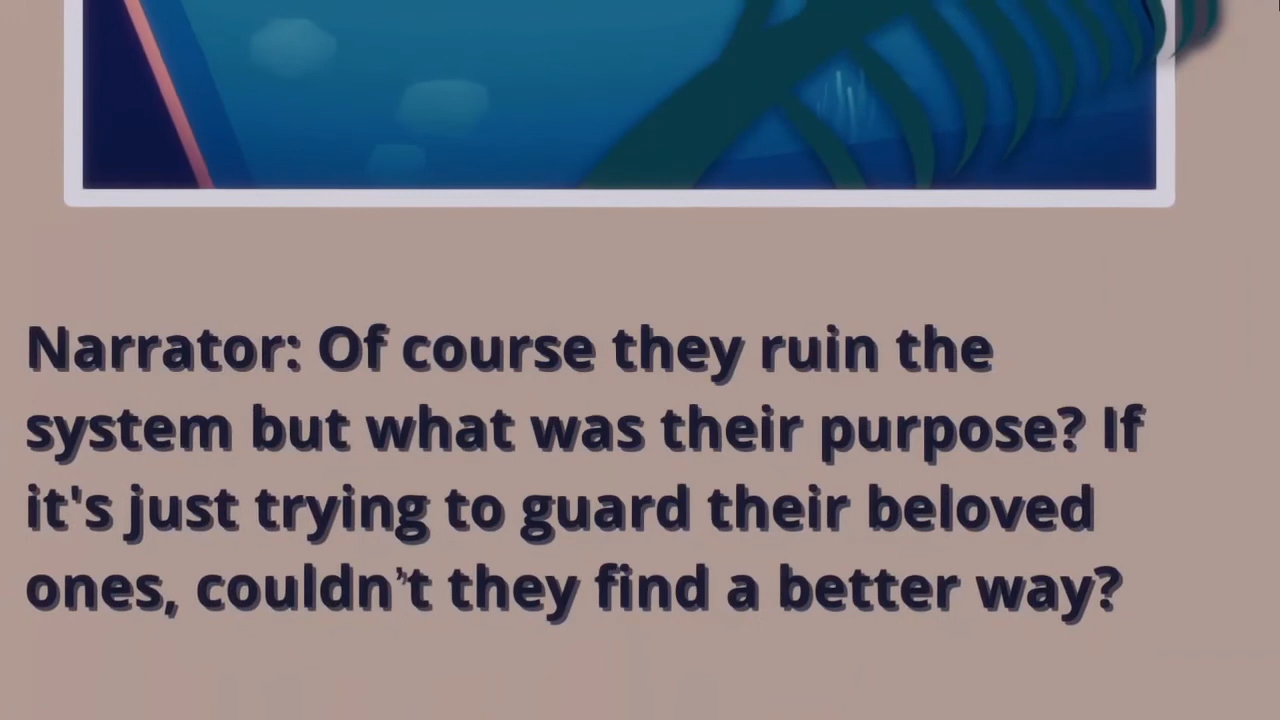 Narrator: Of course they ruin the
system but what was their purpose? If
it's just trying to guard their beloved
ones, couldn’t they find a better way?